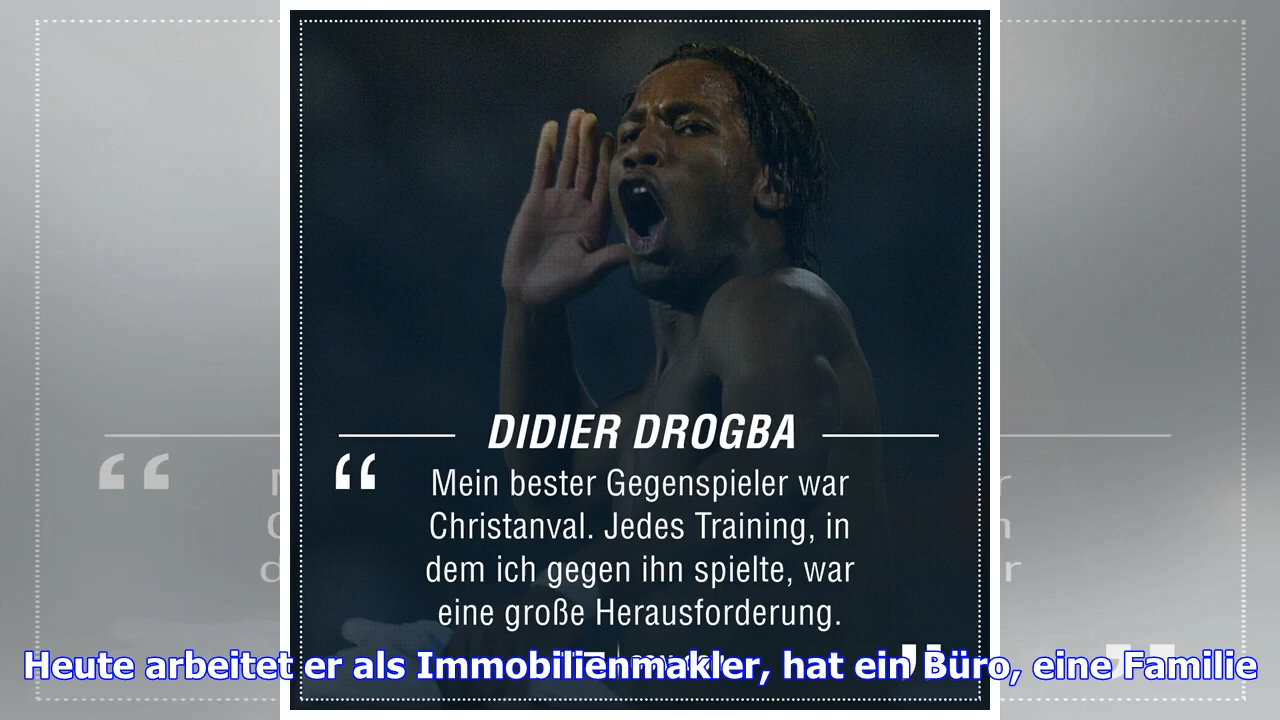 DIDIER DROGBA
“ Mein bester Gegenspieler war
Christanval. Jedes Training, in
dem ich gegen ihn spielte, war
eine große Herausforderung. ”
Heute arbeitet er als Immobilienmakler, hat ein Büro, eine Familie